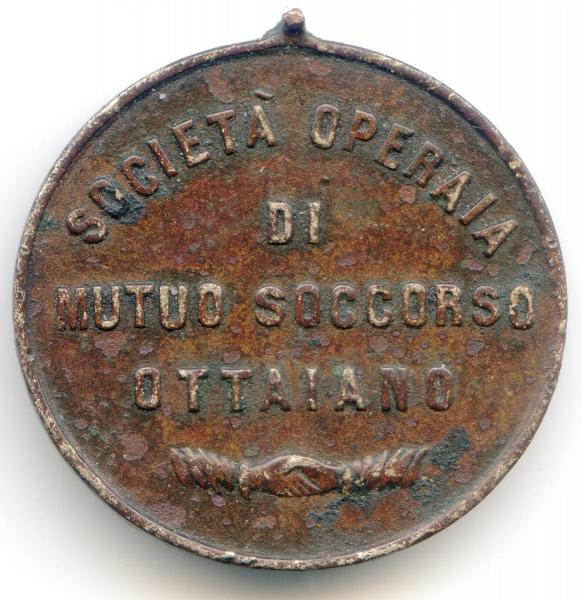 SOCIETÀ OPERAIA
DI
MUTUO SOCCORSO
OTTAIANO